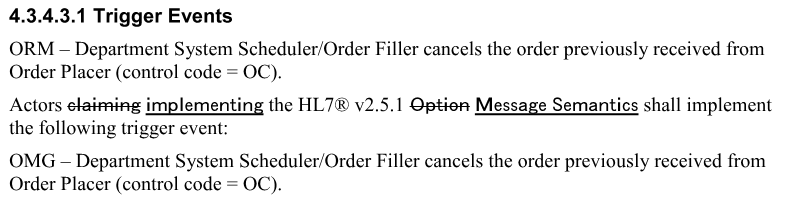 4.3.4.3.1 Trigger Events
ORM – Department System Scheduler/Order Filler cancels the order previously received from
Order Placer (control code = OC).
Actors claiming implementing the HL7® v2.5.1 Option Message Semantics shall implement
the following trigger event:
OMG – Department System Scheduler/Order Filler cancels the order previously received from
Order Placer (control code = OC).